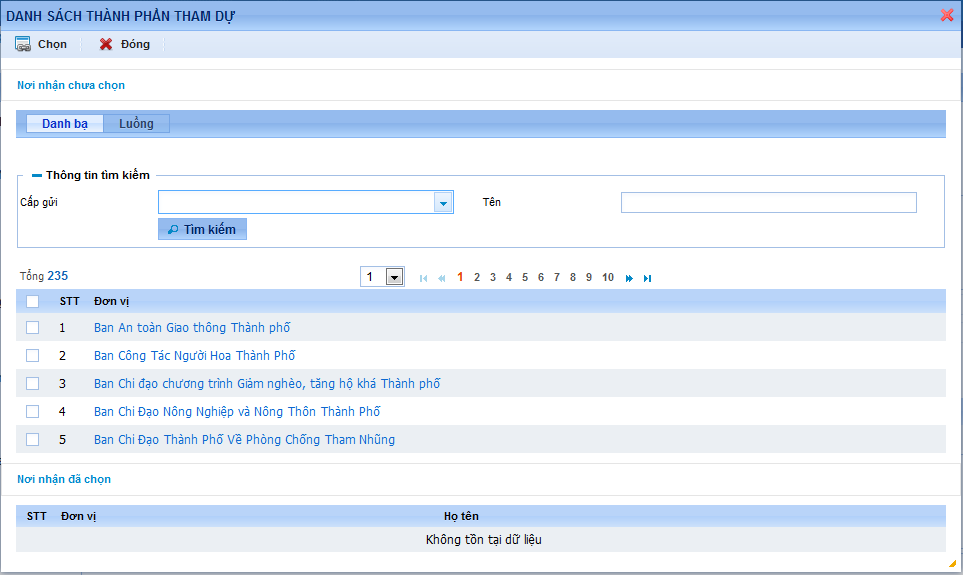 DANH SÁCH THÀNH PHẦN THAM DỰ
Chọn Đóng
Nơi nhận chưa chọn
Danh bạ Luồng
Thông tin tìm kiếm
Cấp gửi Tên
Tìm kiếm
Tổng 235 1 1 2 3 4 5 6 7 8 9 10
STT Đơn vị
1 Ban An toàn Giao thông Thành phố
2 Ban Công Tác Người Hoa Thành Phố
3 Ban Chỉ đạo chương trình Giảm nghèo, tăng hộ khá Thành phố
4 Ban Chỉ Đạo Nông Nghiệp và Nông Thôn Thành Phố
5 Ban Chỉ Đạo Thành Phố Về Phòng Chống Tham Nhũng
Nơi nhận đã chọn
STT Đơn vị Họ tên
Không tồn tại dữ liệu